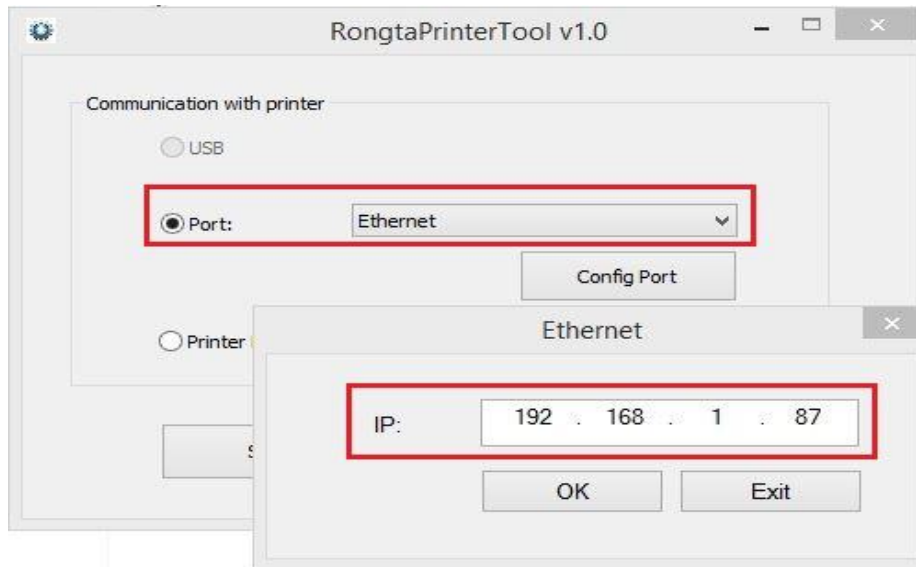 RongtaPrinterTool v1.0
Communication with printer
USB
Port: Ethernet
Config Port
Printer
Ethernet
IP: 192 . 168 . 1 . 87
OK Exit